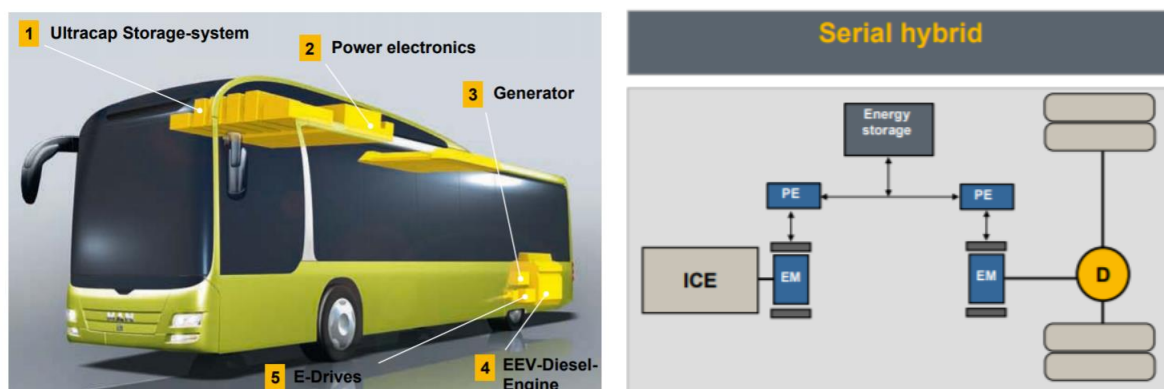 1 Ultracap Storage-system
2 Power electronics
3 Generator
MAN
5 E-Drives
4 EEV-Diesel-
Engine
Serial hybrid
Energy
storage
PE
PE
ICE
EM
EM
D